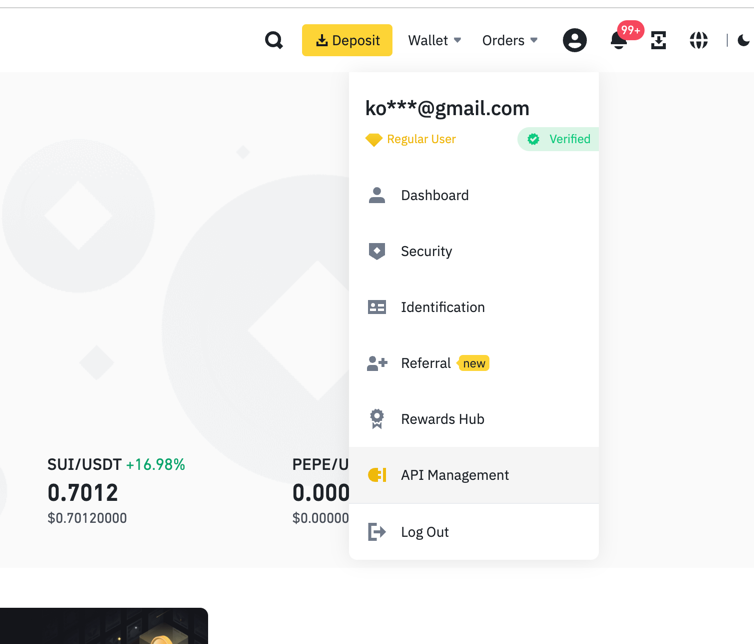 Deposit
Wallet
Orders
99+
ko***@gmail.com
Regular User
Verified
Dashboard
Security
Identification
Referral new
Rewards Hub
API Management
Log Out
SUI/USDT +16.98%
0.7012
$0.70120000
PEPE/U
0.000
$0.00000